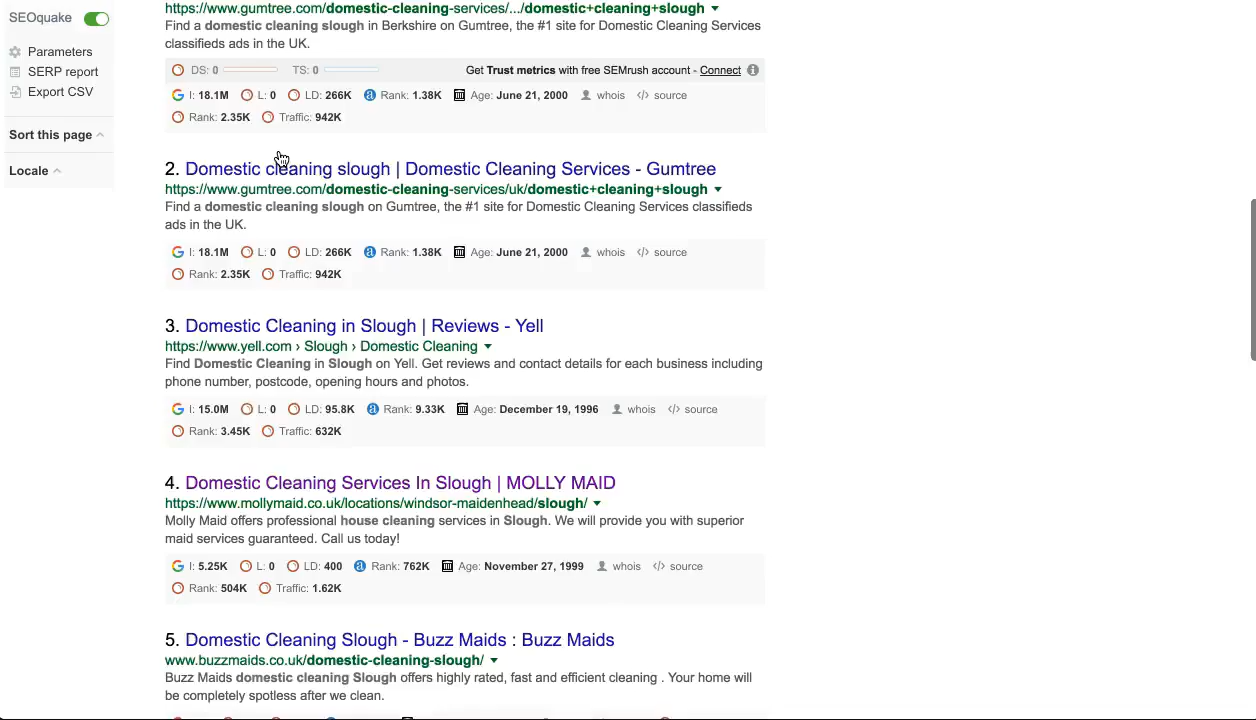 SEOquake
Parameters
SERP report
Export CSV
Sort this page
Locale
https://www.gumtree.com/domestic-cleaning-services/.../domestic+cleaning+slough
Find a domestic cleaning slough in Berkshire on Gumtree, the #1 site for Domestic Cleaning Services
classifieds ads in the UK.
DS: 0 TS: 0 Get Trust metrics with free SEMrush account - Connect
I: 18.1M L: 0 LD: 266K Rank: 1.38K Age: June 21, 2000 whois </> source
Rank: 2.35K Traffic: 942K
2. Domestic cleaning slough | Domestic Cleaning Services - Gumtree
https://www.gumtree.com/domestic-cleaning-services/uk/domestic+cleaning+slough
Find a domestic cleaning slough on Gumtree, the #1 site for Domestic Cleaning Services classifieds
ads in the UK.
I: 18.1M L: 0 LD: 266K Rank: 1.38K Age: June 21, 2000 whois </> source
Rank: 2.35K Traffic: 942K
3. Domestic Cleaning in Slough | Reviews - Yell
https://www.yell.com › Slough › Domestic Cleaning
Find Domestic Cleaning in Slough on Yell. Get reviews and contact details for each business including
phone number, postcode, opening hours and photos.
I: 15.0M L: 0 LD: 95.8K Rank: 9.33K Age: December 19, 1996 whois </> source
Rank: 3.45K Traffic: 632K
4. Domestic Cleaning Services In Slough | MOLLY MAID
https://www.mollymaid.co.uk/locations/windsor-maidenhead/slough/
Molly Maid offers professional house cleaning services in Slough. We will provide you with superior
maid services guaranteed. Call us today!
I: 5.25K L: 0 LD: 400 Rank: 762K Age: November 27, 1999 whois </> source
Rank: 504K Traffic: 1.62K
5. Domestic Cleaning Slough - Buzz Maids : Buzz Maids
www.buzzmaids.co.uk/domestic-cleaning-slough/
Buzz Maids domestic cleaning Slough offers highly rated, fast and efficient cleaning . Your home will
be completely spotless after we clean.